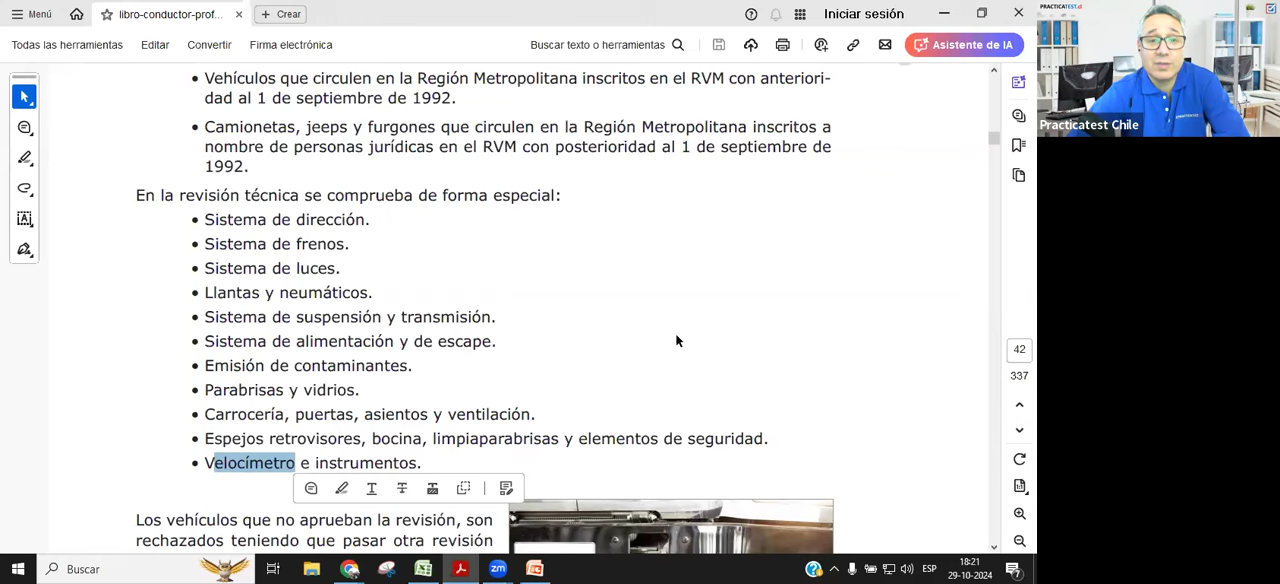 Menú
libro-conductor-prof...
Crear
Iniciar sesión
Todas las herramientas
Editar
Convertir
Firma electrónica
Buscar texto o herramientas
Asistente de IA
PRACTICATEST.cl
Practicatest Chile
• Vehículos que circulen en la Región Metropolitana inscritos en el RVM con anteriori-
dad al 1 de septiembre de 1992.
• Camionetas, jeeps y furgones que circulen en la Región Metropolitana inscritos a
nombre de personas jurídicas en el RVM con posterioridad al 1 de septiembre de
1992.
En la revisión técnica se comprueba de forma especial:
• Sistema de dirección.
• Sistema de frenos.
• Sistema de luces.
• Llantas y neumáticos.
• Sistema de suspensión y transmisión.
• Sistema de alimentación y de escape.
• Emisión de contaminantes.
• Parabrisas y vidrios.
• Carrocería, puertas, asientos y ventilación.
• Espejos retrovisores, bocina, limpiaparabrisas y elementos de seguridad.
• Velocímetro e instrumentos.
Los vehículos que no aprueban la revisión, son
rechazados teniendo que pasar otra revisión
42
337
Buscar
ESP
18:21
29-10-2024